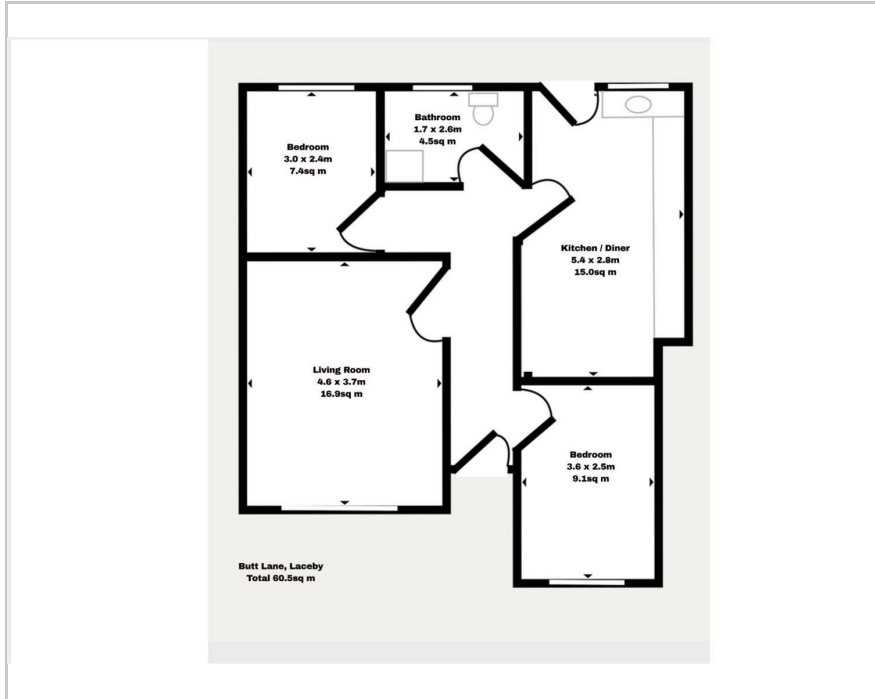 Bathroom
1.7 x 2.6m
4.5sq m
Bedroom
3.0 x 2.4m
7.4sq m
Kitchen / Diner
5.4 x 2.8m
15.0sq m
Living Room
4.6 x 3.7m
16.9sq m
Bedroom
3.6 x 2.5m
9.1sq m
Butt Lane, Laceby
Total 60.5sq m